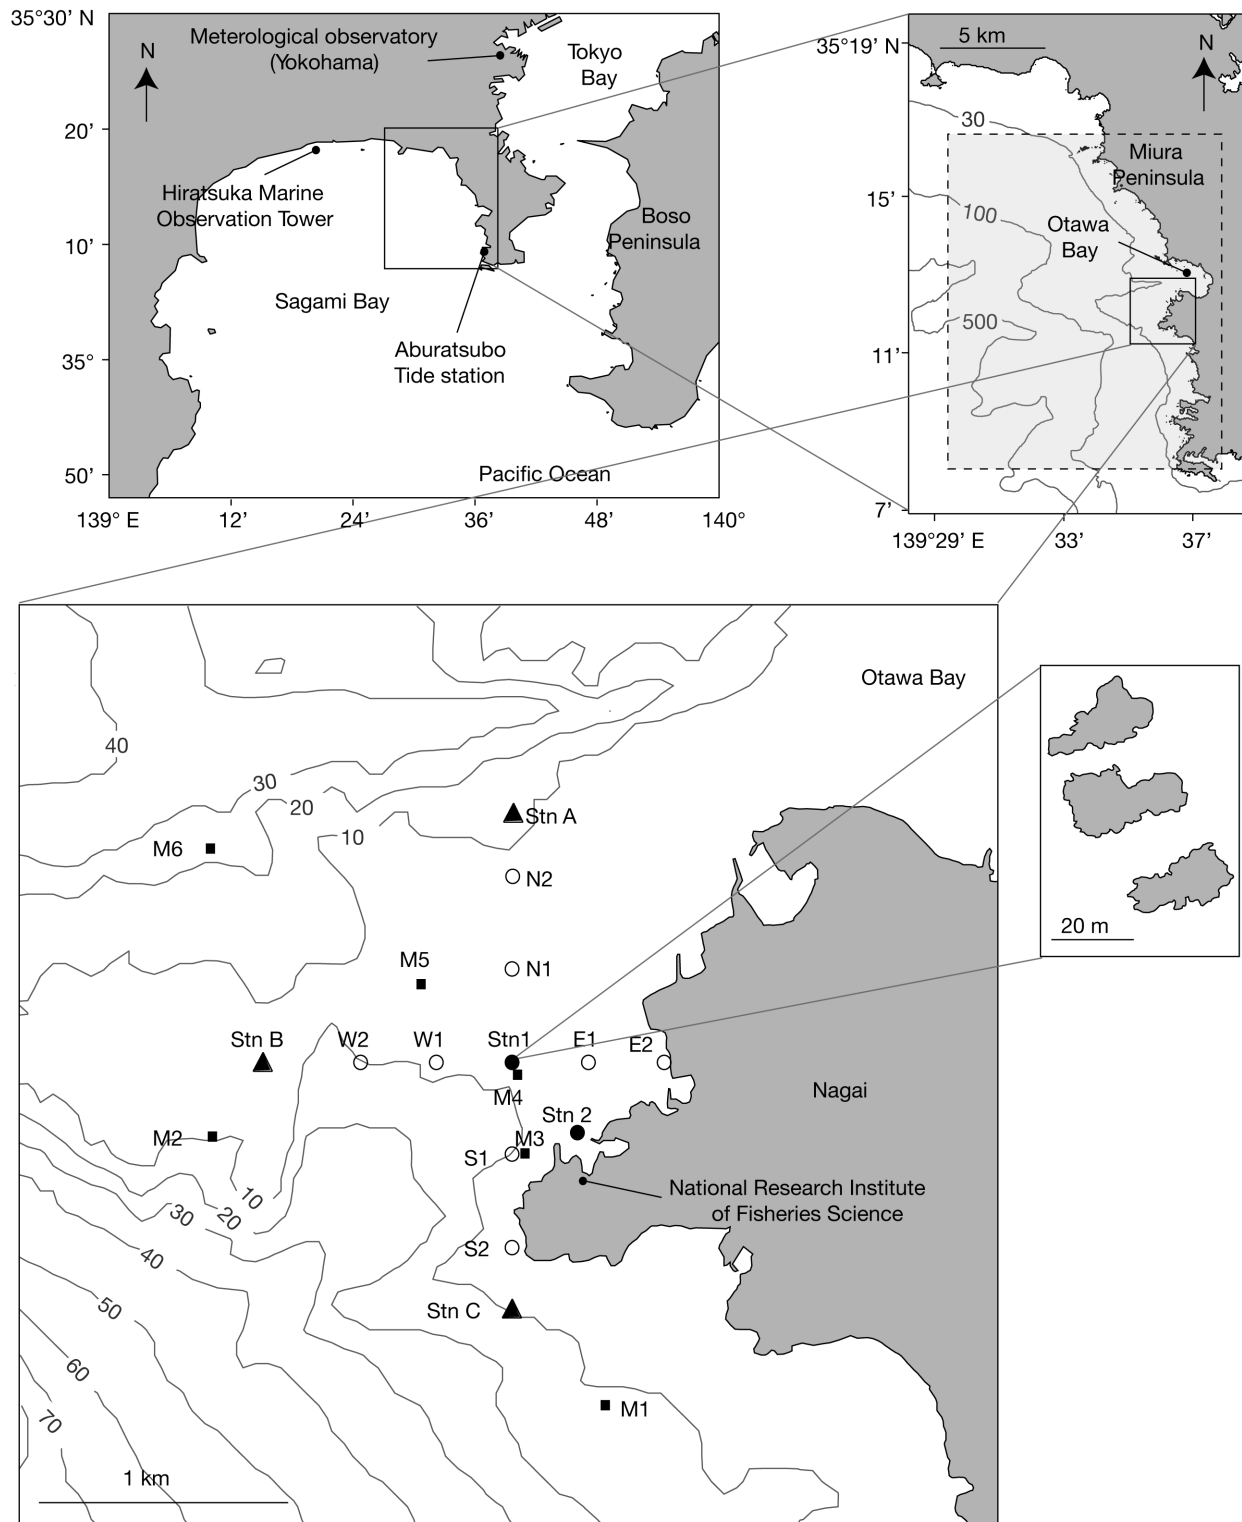 35°30’ N
Meterological observatory
(Yokohama)
Tokyo
Bay
N
20’
Hiratsuka Marine
Observation Tower
Boso
Peninsula
10’
Sagami Bay
Aburatsubo
Tide station
35°
Pacific Ocean
50’
139° E
12’
24’
36’
48’
140°
35°19’ N
5 km
N
30
Miura
Peninsula
15’
100
Otawa
Bay
500
11’
7’
139°29’ E
33’
37’
Otawa Bay
40
30
20
10
Stn A
M6
N2
M5
N1
Stn B
W2
W1
Stn1
E1
E2
M4
Nagai
Stn 2
M2
M3
S1
National Research Institute
of Fisheries Science
10
20
30
S2
40
Stn C
50
60
M1
70
1 km
20 m